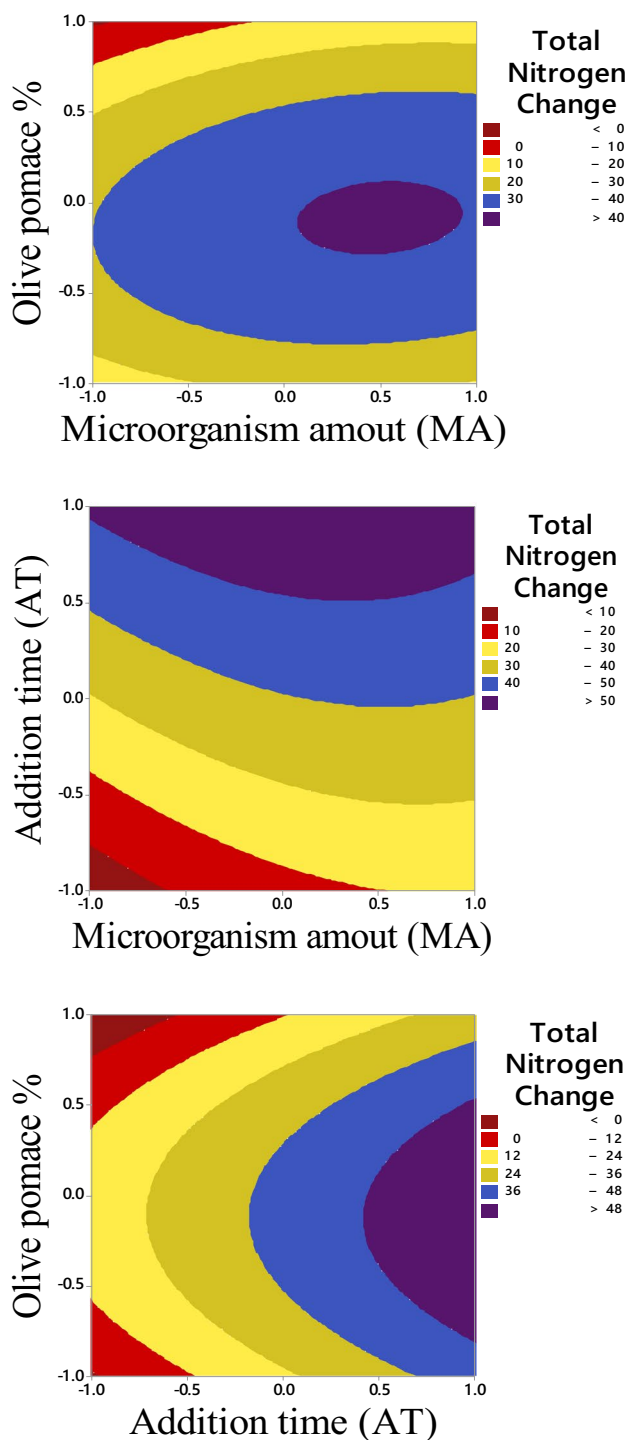 Total
Nitrogen
Change
< 0
0 – 10
10 – 20
20 – 30
30 – 40
> 40
Olive pomace %
1.0
0.5
0.0
-0.5
-1.0
-1.0 -0.5 0.0 0.5 1.0
Microorganism amout (MA)
Total
Nitrogen
Change
< 10
10 – 20
20 – 30
30 – 40
40 – 50
> 50
Addition time (AT)
1.0
0.5
0.0
-0.5
-1.0
-1.0 -0.5 0.0 0.5 1.0
Microorganism amout (MA)
Total
Nitrogen
Change
< 0
0 – 12
12 – 24
24 – 36
36 – 48
> 48
Olive pomace %
1.0
0.5
0.0
-0.5
-1.0
-1.0 -0.5 0.0 0.5 1.0
Addition time (AT)